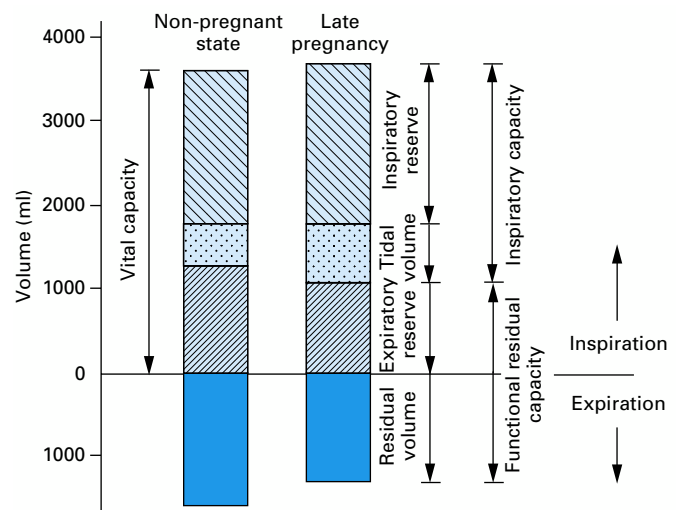 Non-pregnant
state
Late
pregnancy
Volume (ml)
4000
3000
2000
1000
0
1000
Vital capacity
Inspiratory
reserve
Tidal
volume
Expiratory
reserve
Residual
volume
Inspiratory capacity
Functional residual
capacity
Inspiration
Expiration